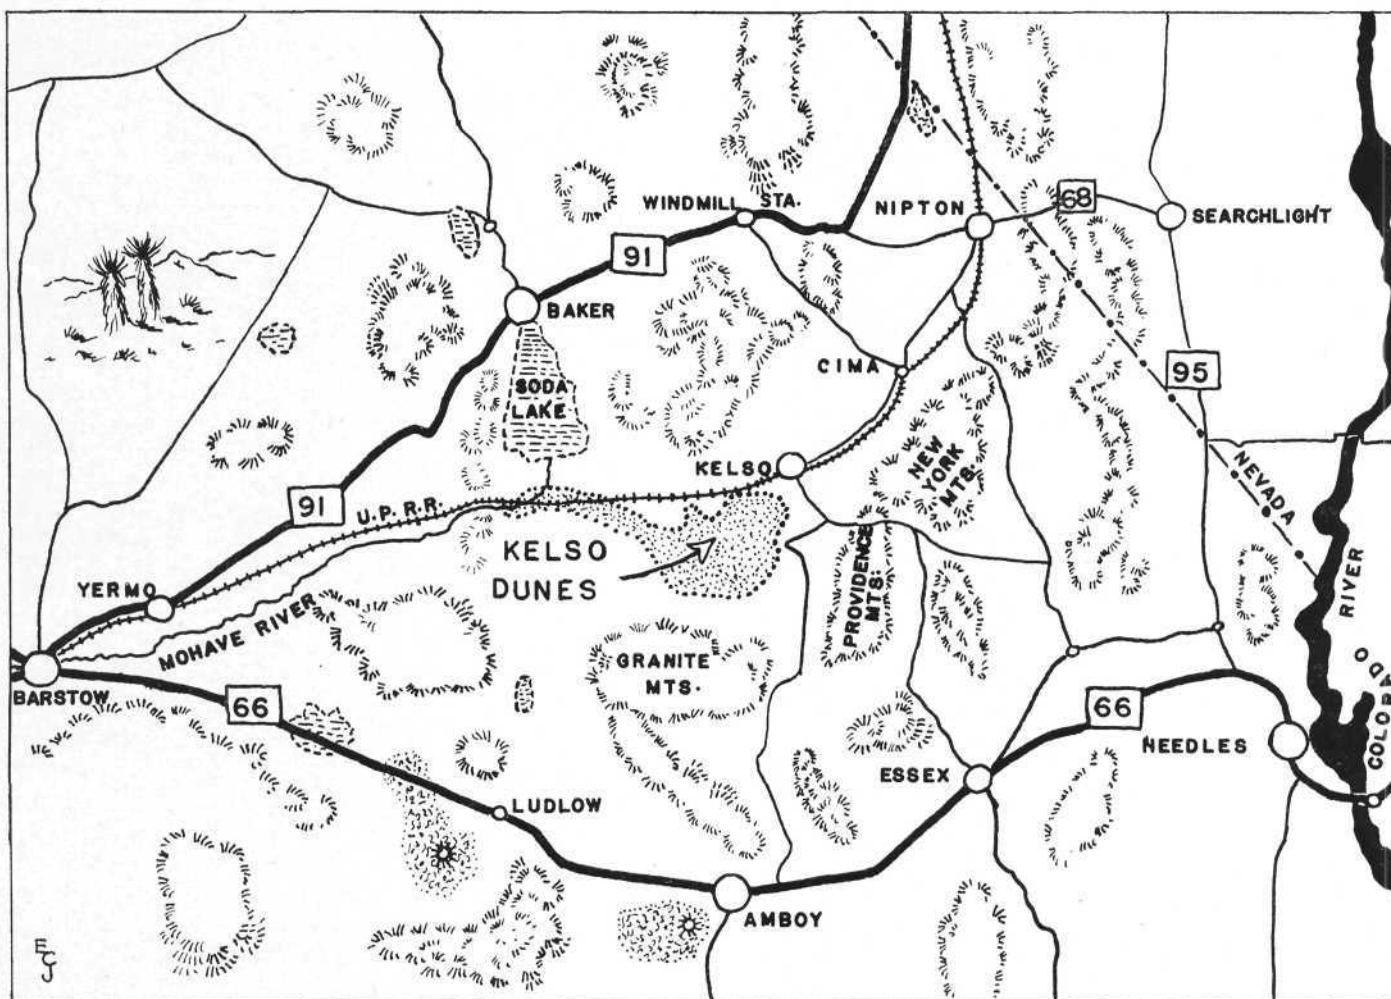 WINDMILL STA.
NIPTON
68
SEARCHLIGHT
91
BAKER
CIMA
95
SODA
LAKE
KELSO
NEW
YORK
MTS.
NEVADA
91
U.P.R.R.
KELSO
DUNES
PROVIDENCE
MTS.
RIVER
YERMO
MOHAVE RIVER
GRANITE
MTS.
COLORADO
BARSTOW
66
66
NEEDLES
ESSEX
LUDLOW
AMBOY
ECJ